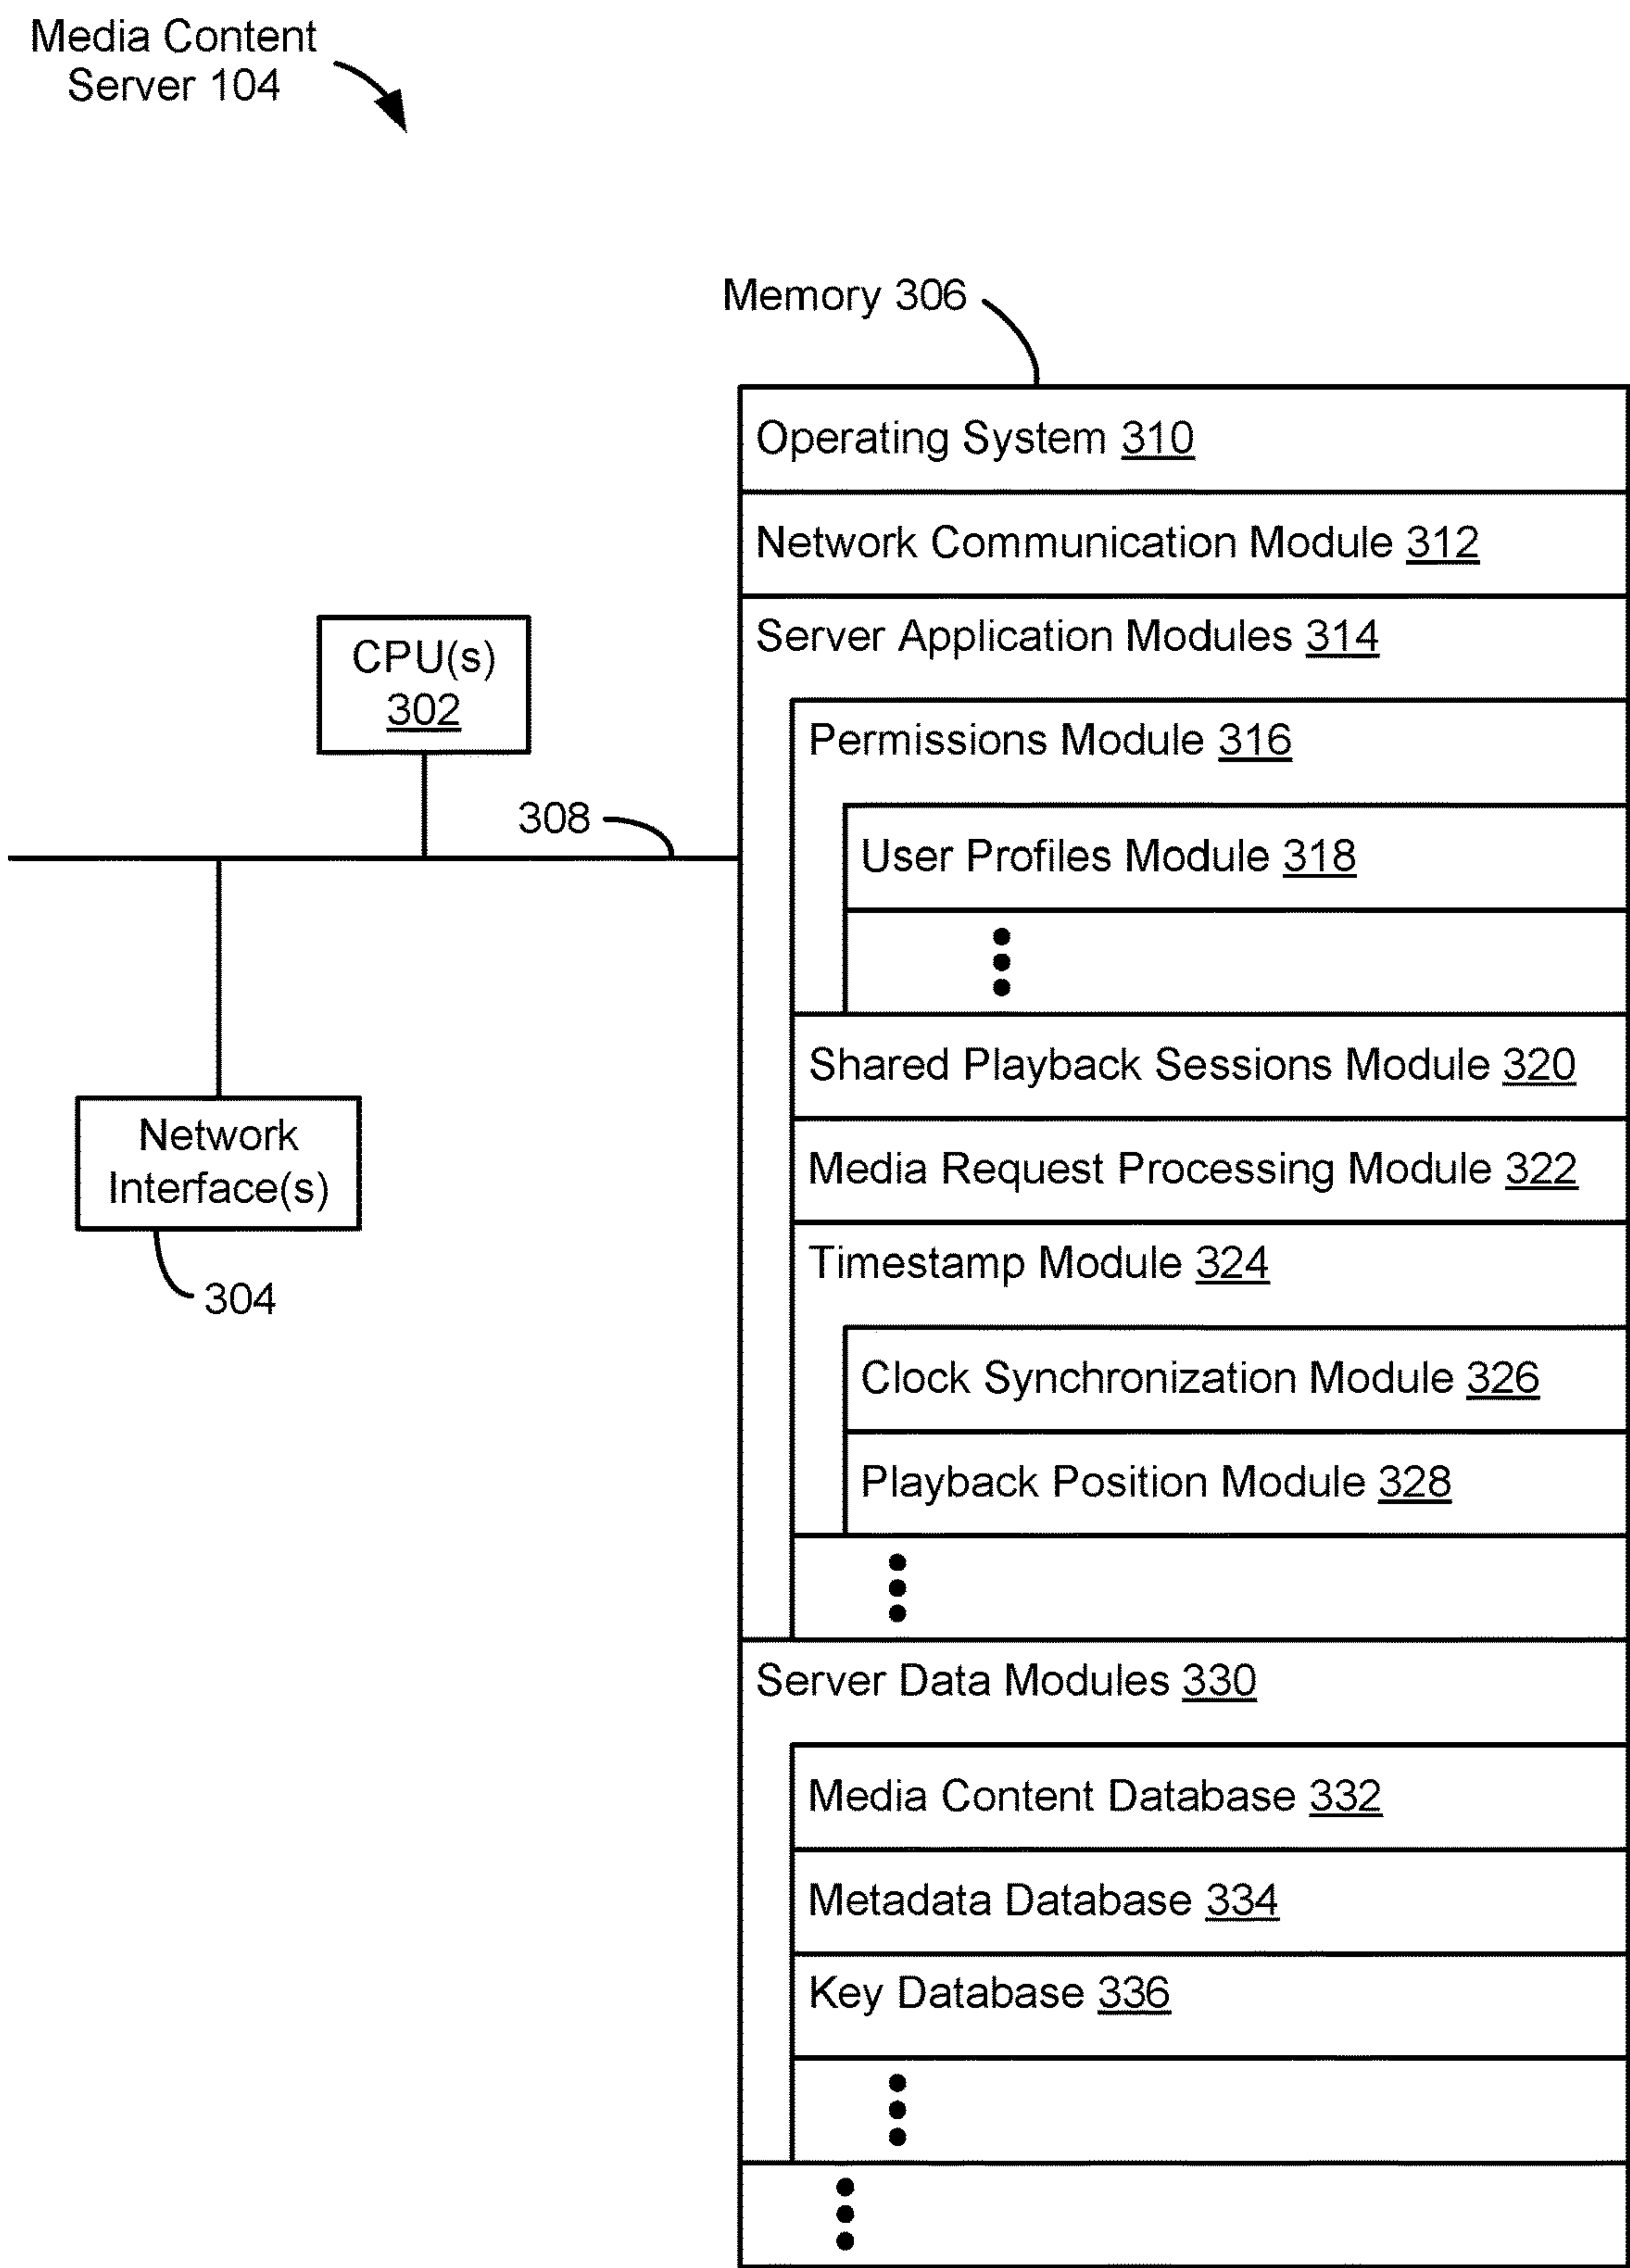 Media Content
Server 104
Memory 306
Operating System 310
Network Communication Module 312
Server Application Modules 314
CPU(s)
302
Permissions Module 316
308
User Profiles Module 318
Shared Playback Sessions Module 320
Network
Interface(s)
Media Request Processing Module 322
Timestamp Module 324
304
Clock Synchronization Module 326
Playback Position Module 328
Server Data Modules 330
Media Content Database 332
Metadata Database 334
Key Database 336